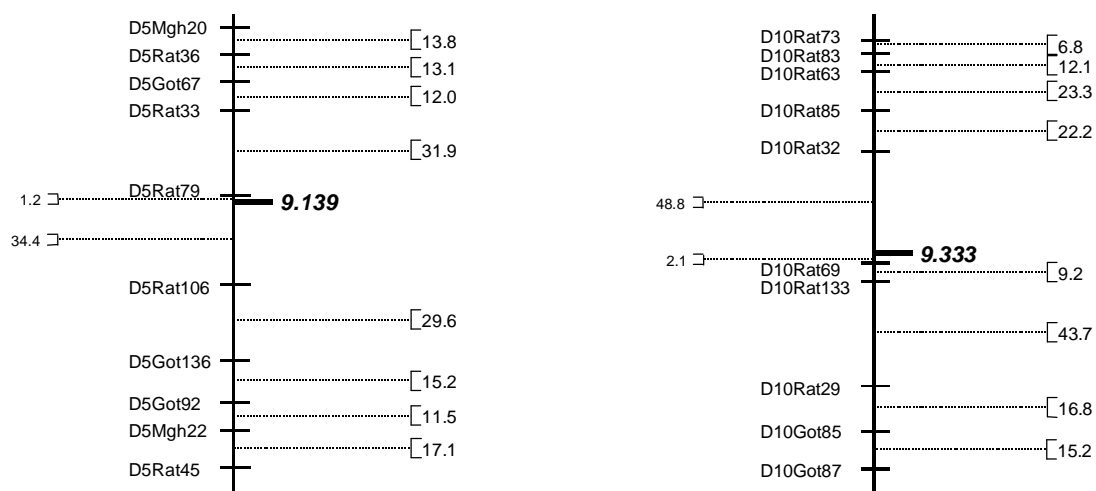 D5Mgh20
13.8
D5Rat36
13.1
D5Got67
12.0
D5Rat33
31.9
D5Rat79
1.2
9.139
34.4
D5Rat106
29.6
D5Got136
15.2
D5Got92
11.5
D5Mgh22
17.1
D5Rat45
D10Rat73
6.8
D10Rat83
12.1
D10Rat63
23.3
D10Rat85
22.2
D10Rat32
48.8
9.333
2.1
D10Rat69
9.2
D10Rat133
43.7
D10Rat29
16.8
D10Got85
15.2
D10Got87